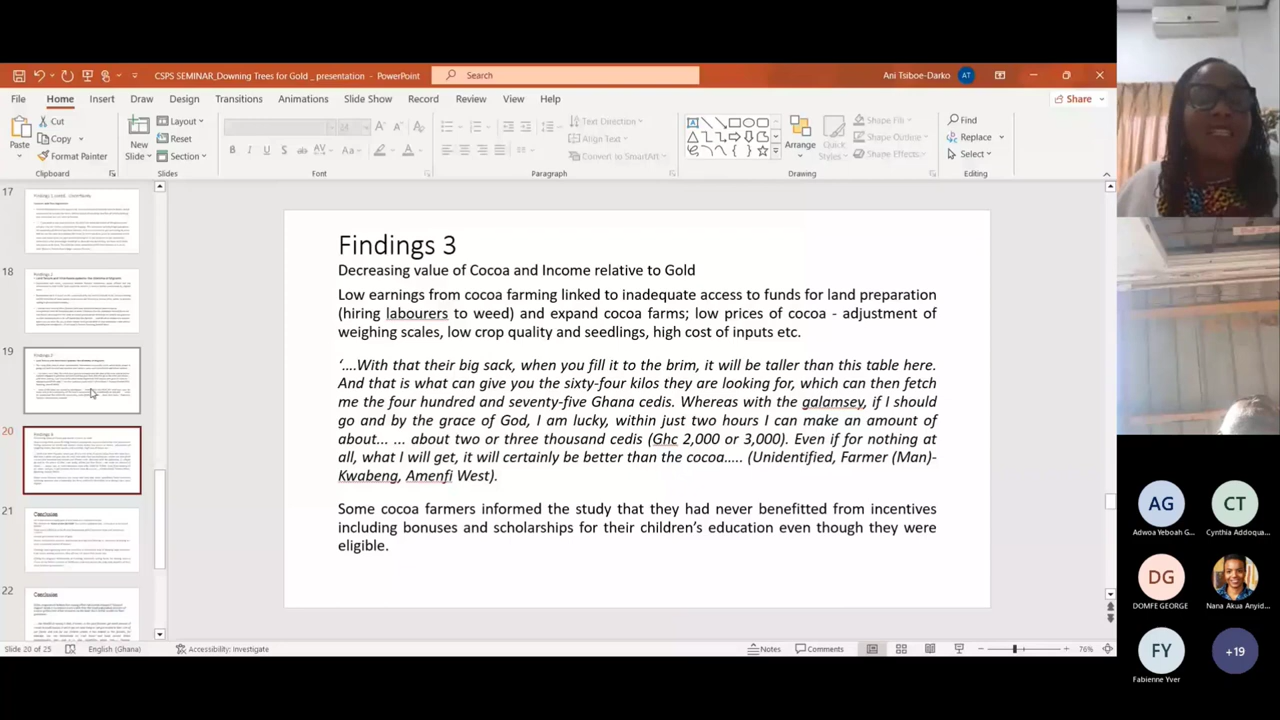 CSPS SEMINAR_Downing Trees for Gold _ presentation - PowerPoint
Search
Ani Tsiboe-Darko
AT
File
Home
Insert
Draw
Design
Transitions
Animations
Slide Show
Record
Review
View
Help
Share
Paste
Cut
Copy
Format Painter
Clipboard
New
Slide
Layout
Reset
Section
Slides
Font
Text Direction
Align Text
Convert to SmartArt
Paragraph
Arrange
Quick
Styles
Shape Fill
Shape Outline
Shape Effects
Drawing
Find
Replace
Select
Editing
17
18
19
20
21
22
Findings 3
Decreasing value of Cocoa and Income relative to Gold
Low earnings from cocoa farming linked to inadequate access funds for land preparation
(hiring labourers to weed or expand cocoa farms, low price of cocoa - adjustment of
weighing scales, low crop quality and seedlings, high cost of inputs etc.
'….with their big sack, when you fill it to the brim, it will be taller than this table here.
And that is what can give you the sixty-four kilos they are looking for, which can then fetch
me the four hundred and seventy-five Ghana cedis. Whereas with the galamsey, if I should
go and by the grace of God, I am lucky, within just two hours, I can make an amount of
about… … about two or three thousand cedis (Ghc 2,000 or 3000). Even if for nothing at
all, what I will get, it will certainly be better than the cocoa…. Unidentified Farmer (Jinijini
Kwabeng, Amenfi West).
Some cocoa farmers informed the study that they had never benefitted from incentives
including bonuses and scholarships for their children's education even though they were
eligible.
Slide 20 of 25
English (Ghana)
Accessibility: Investigate
Notes
Comments
76%
AG
Adwoa Yeboah G...
CT
Cynthia Addoqua...
DG
DOMFE GEORGE
Nana Akua Anyid...
FY
Fabienne Yver
+19